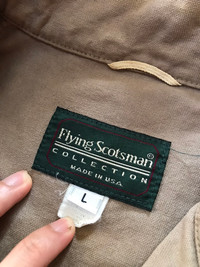 Flying Scotsman®
COLLECTION
MADE IN USA
L